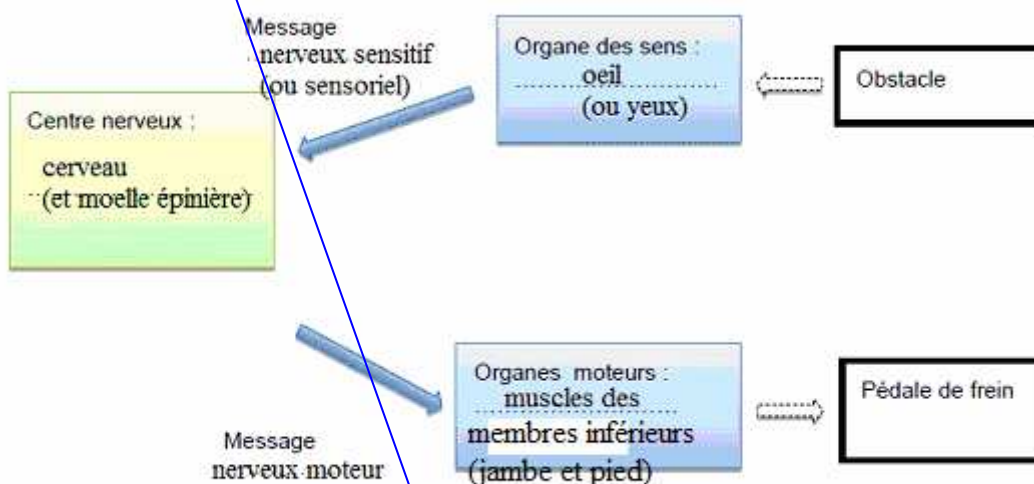 Message
nerveux sensitif
(ou sensoriel)
Organe des sens :
oeil
(ou yeux)
Obstacle
Centre nerveux :
cerveau
(et moelle épinière)
Organes moteurs :
muscles des
membres inférieurs
(jambe et pied)
Pédale de frein
Message
nerveux moteur